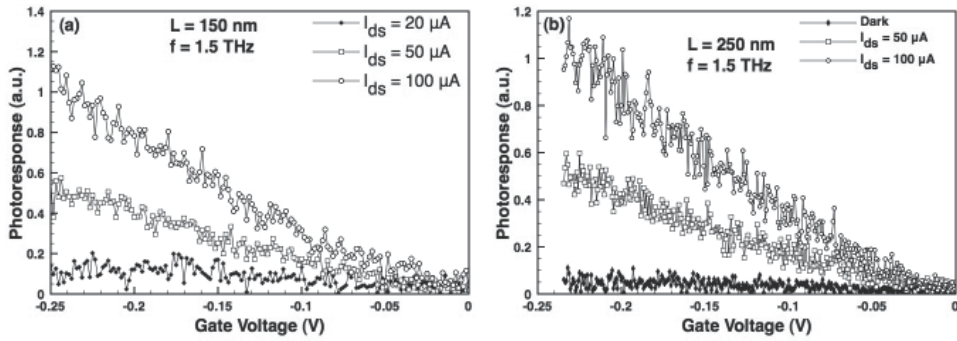 (a)
L = 150 nm
f = 1.5 THz
I_ds = 20 µA
I_ds = 50 µA
I_ds = 100 µA
Photoresponse (a.u.)
1.4
1.2
1
0.8
0.6
0.4
0.2
0
-0.25
-0.2
-0.15
-0.1
-0.05
0
Gate Voltage (V)
(b)
L = 250 nm
f = 1.5 THz
Dark
I_ds = 50 µA
I_ds = 100 µA
Photoresponse (a.u.)
1.2
1
0.8
0.6
0.4
0.2
0
-0.25
-0.2
-0.15
-0.1
-0.05
0
Gate Voltage (V)